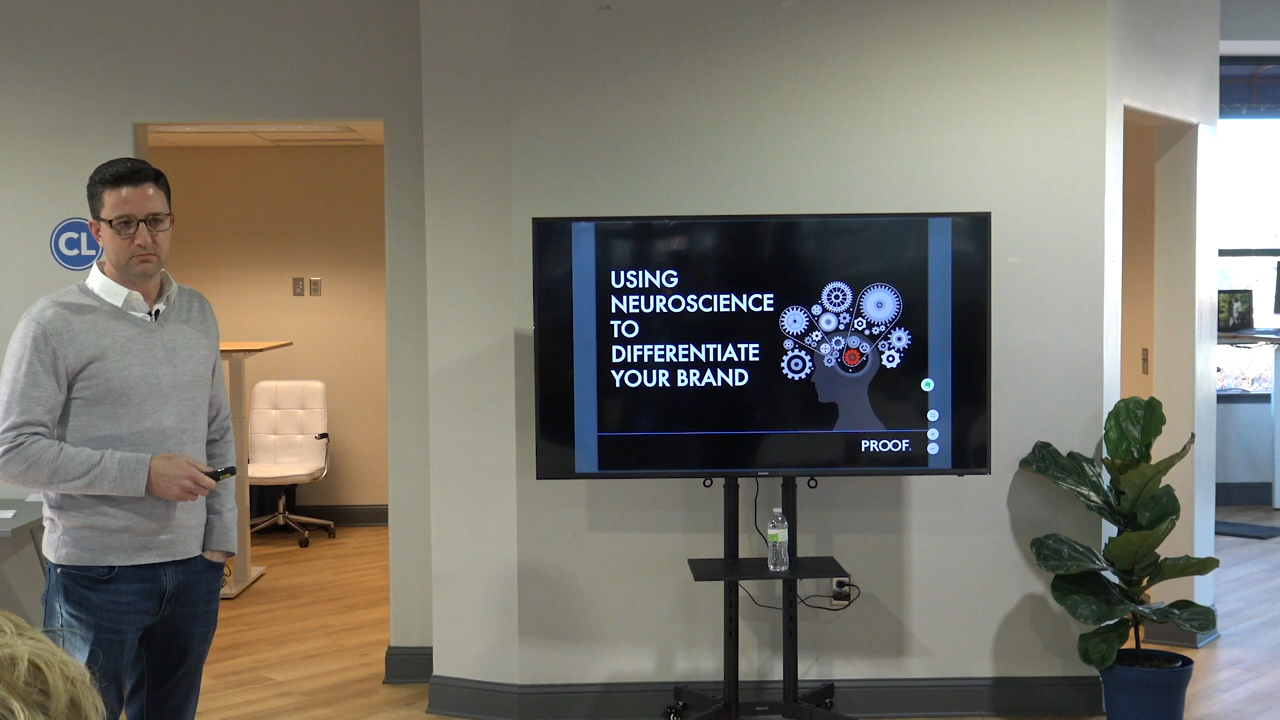 CL
USING
NEUROSCIENCE
TO
DIFFERENTIATE
YOUR BRAND
PROOF.